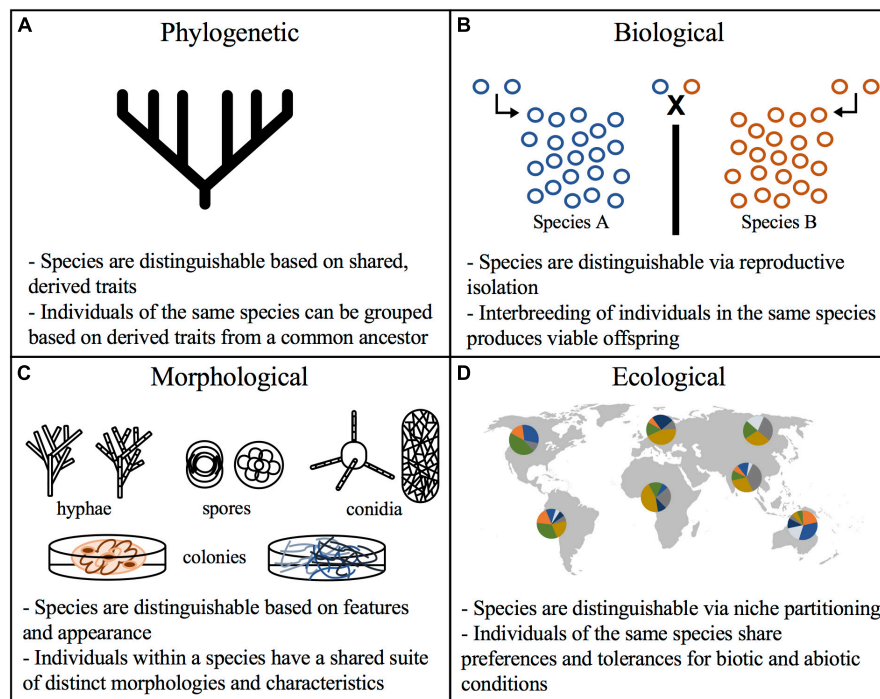 A
Phylogenetic
- Species are distinguishable based on shared,
derived traits
- Individuals of the same species can be grouped
based on derived traits from a common ancestor
B
Biological
X
Species A
Species B
- Species are distinguishable via reproductive
isolation
- Interbreeding of individuals in the same species
produces viable offspring
C
Morphological
hyphae
spores
conidia
colonies
- Species are distinguishable based on features
and appearance
- Individuals within a species have a shared suite
of distinct morphologies and characteristics
D
Ecological
- Species are distinguishable via niche partitioning
- Individuals of the same species share
preferences and tolerances for biotic and abiotic
conditions